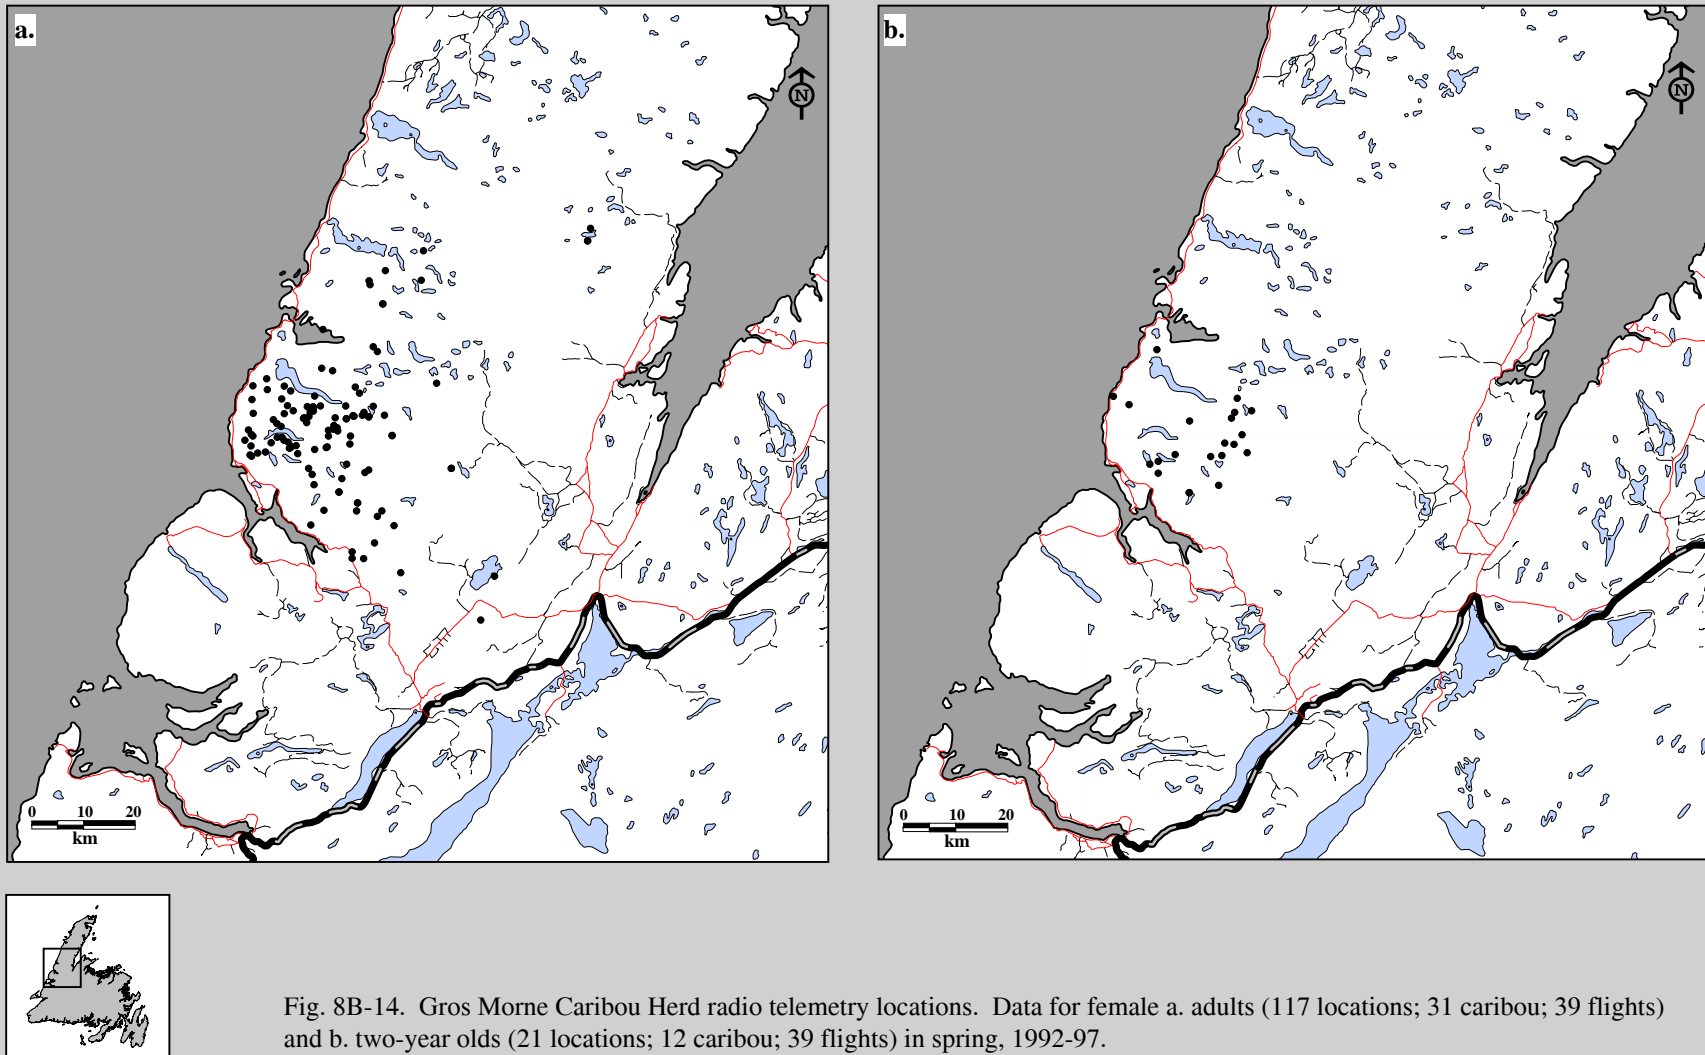 a.
N
0 10 20
km
b.
N
0 10 20
km
Fig. 8B-14. Gros Morne Caribou Herd radio telemetry locations. Data for female a. adults (117 locations; 31 caribou; 39 flights)
and b. two-year olds (21 locations; 12 caribou; 39 flights) in spring, 1992-97.